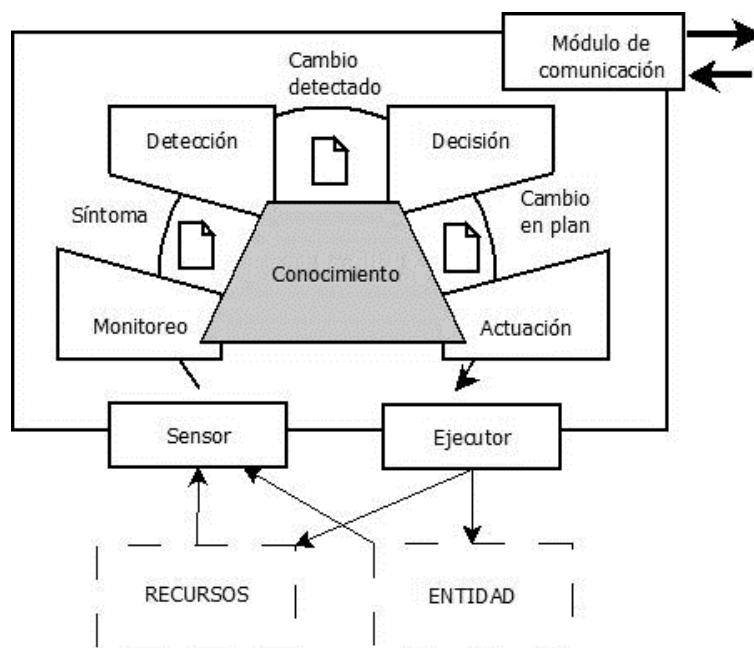 Módulo de
comunicación
Cambio
detectado
Detección
Decisión
Síntoma
Cambio
en plan
Conocimiento
Monitoreo
Actuación
Sensor
Ejecutor
RECURSOS
ENTIDAD